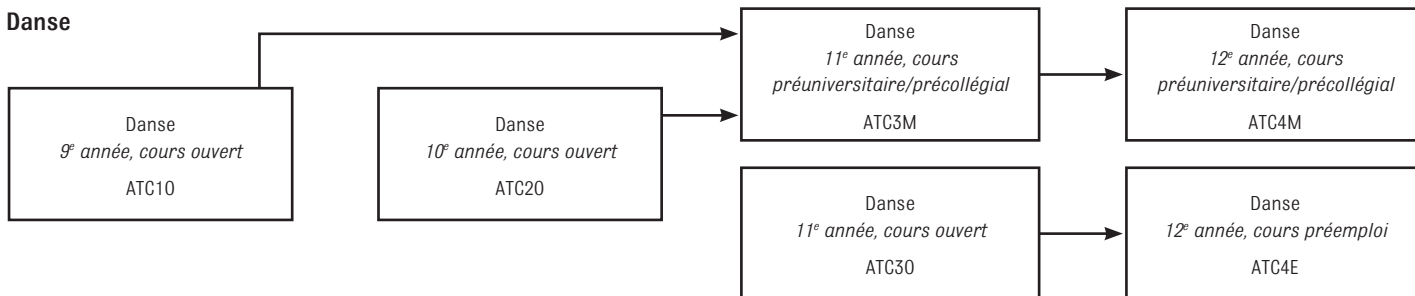 Danse
Danse
9e année, cours ouvert
ATC1O
Danse
10e année, cours ouvert
ATC2O
Danse
11e année, cours
préuniversitaire/précollégial
ATC3M
Danse
12e année, cours
préuniversitaire/précollégial
ATC4M
Danse
11e année, cours ouvert
ATC3O
Danse
12e année, cours préemploi
ATC4E